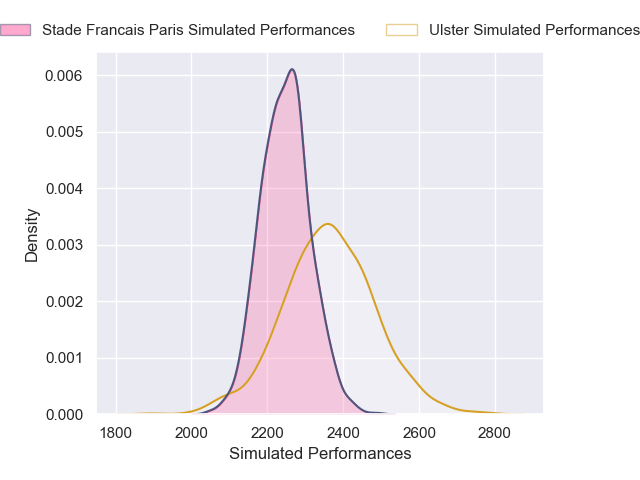 Stade Francais Paris Simulated Performances Ulster Simulated Performances
0.006
0.005
0.004
0.003
0.002
0.001
0.000
Density
1800 2000 2200 2400 2600 2800
Simulated Performances